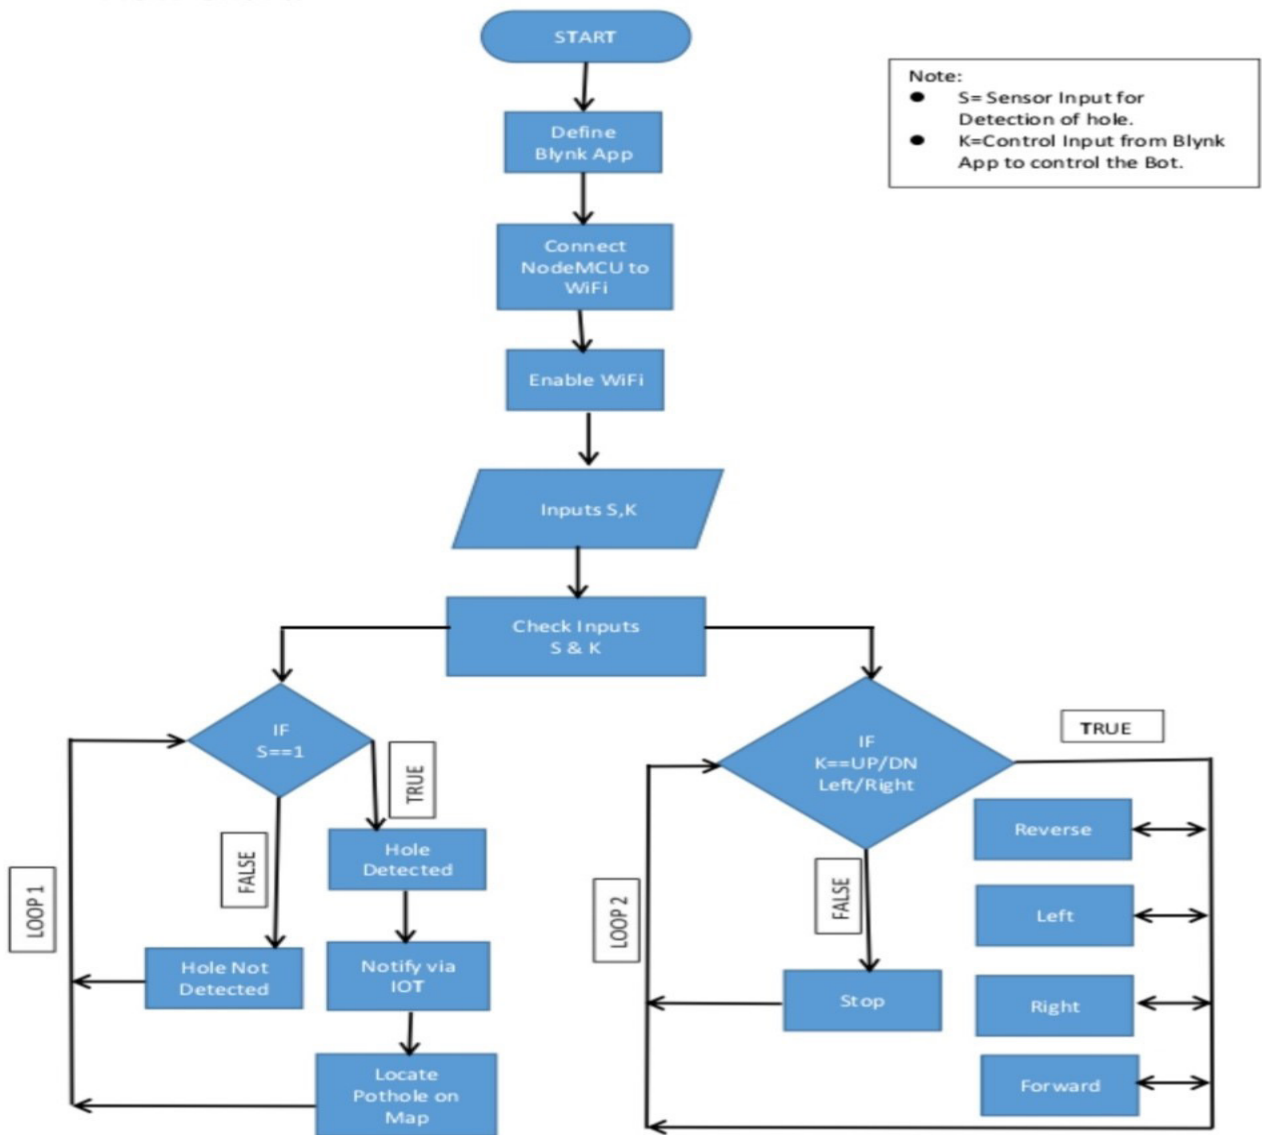 START
Note:
● S= Sensor Input for
Detection of hole.
● K=Control Input from Blynk
App to control the Bot.
Define
Blynk App
Connect
NodeMCU to
WiFi
Enable WiFi
Inputs S,K
Check Inputs
S & K
IF
S==1
TRUE
FALSE
Hole
Detected
LOOP 1
Hole Not
Detected
Notify via
IOT
Locate
Pothole on
Map
IF
K==UP/DN
Left/Right
TRUE
FALSE
LOOP 2
Stop
Reverse
Left
Right
Forward